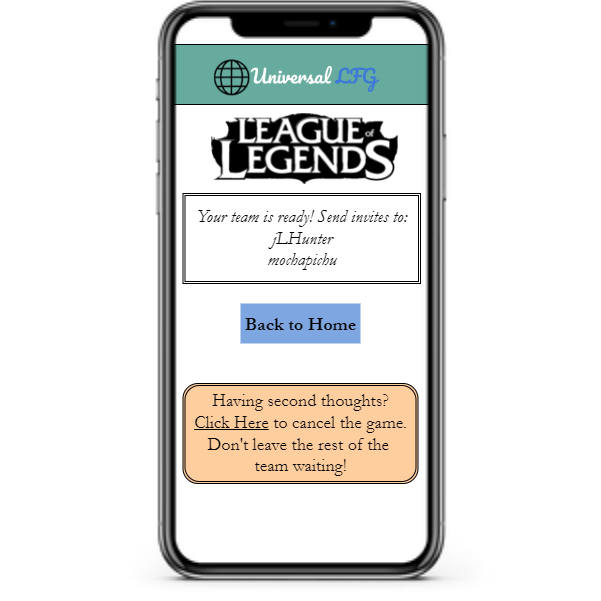 Universal LFG
LEAGUE of
LEGENDS
Your team is ready! Send invites to:
jLHunter
mochapichu
Back to Home
Having second thoughts?
Click Here to cancel the game.
Don't leave the rest of the
team waiting!